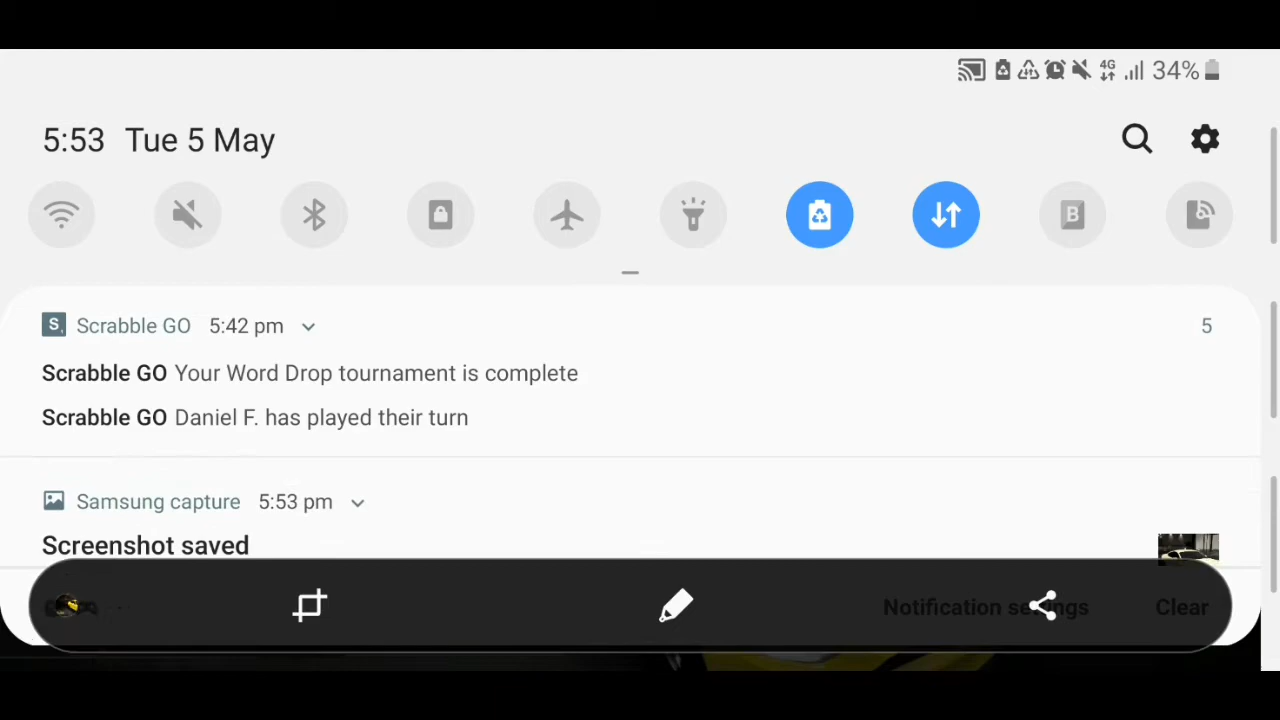 4G 34%
5:53 Tue 5 May
B
S, Scrabble GO 5:42 pm 5
Scrabble GO Your Word Drop tournament is complete
Scrabble GO Daniel F. has played their turn
Samsung capture 5:53 pm
Screenshot saved
Notification settings Clear